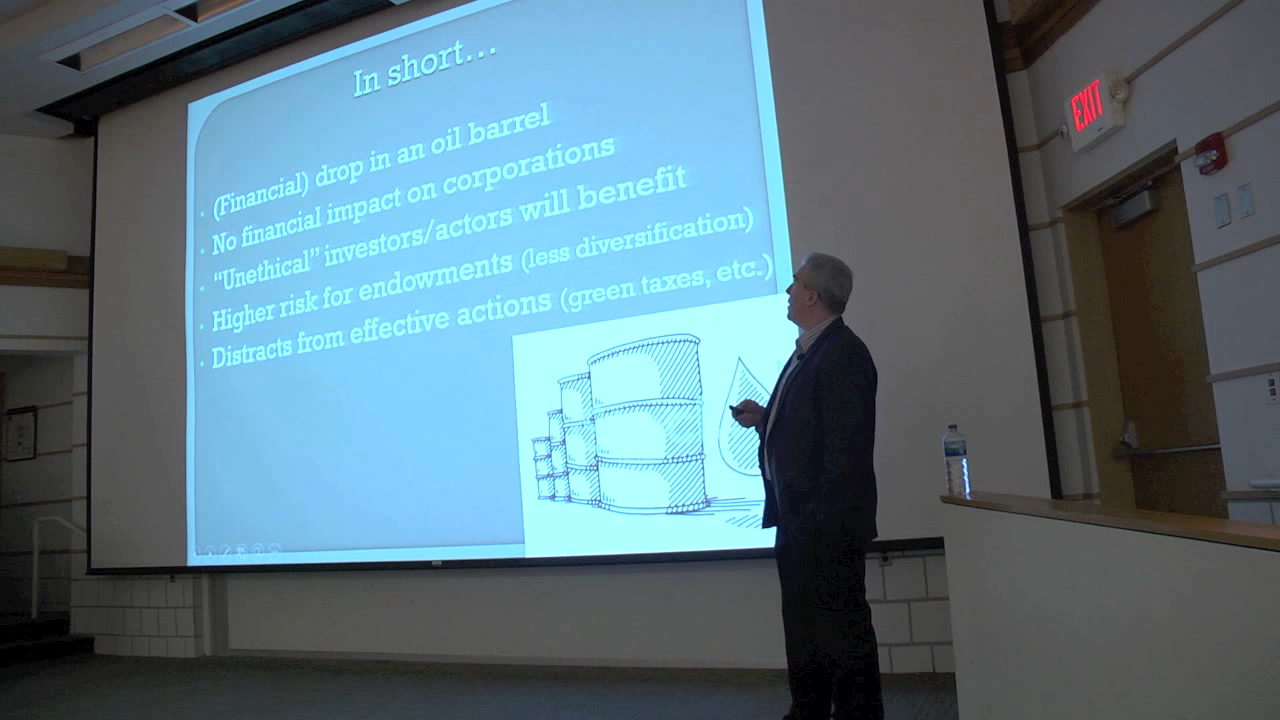 In short...
(Financial) drop in an oil barrel
No financial impact on corporations
“Unethical” investors/actors will benefit
Higher risk for endowments (less diversification)
Distracts from effective actions (green taxes, etc.)
EXIT